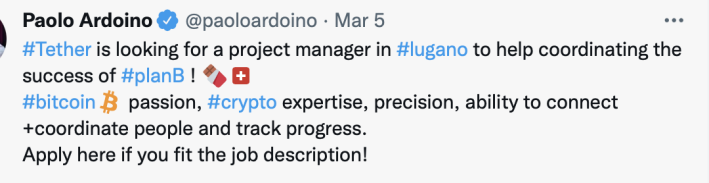 Paolo Ardoino @paoloardoino · Mar 5
#Tether is looking for a project manager in #lugano to help coordinating the
success of #planB ! 🍫🇨🇭
#bitcoin passion, #crypto expertise, precision, ability to connect
+coordinate people and track progress.
Apply here if you fit the job description!